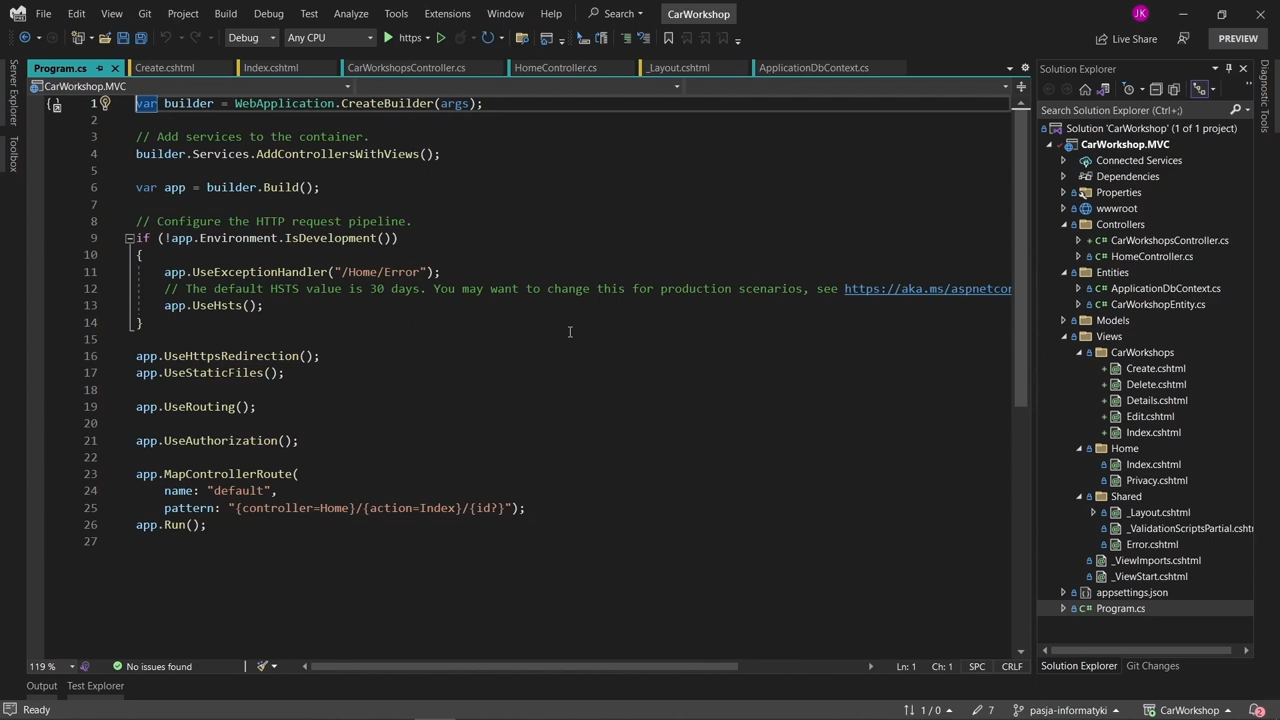 File Edit View Git Project Build Debug Test Analyze Tools Extensions Window Help Search CarWorkshop JK
Debug Any CPU https Live Share PREVIEW
Program.cs Create.cshtml Index.cshtml CarWorkshopsController.cs HomeController.cs _Layout.cshtml ApplicationDbContext.cs
CarWorkshop.MVC
Server Explorer
Toolbox
1 var builder = WebApplication.CreateBuilder(args);
2
3 // Add services to the container.
4 builder.Services.AddControllersWithViews();
5
6 var app = builder.Build();
7
8 // Configure the HTTP request pipeline.
9 if (!app.Environment.IsDevelopment())
10 {
11 app.UseExceptionHandler("/Home/Error");
12 // The default HSTS value is 30 days. You may want to change this for production scenarios, see https://aka.ms/aspnetcor
13 app.UseHsts();
14 }
15
16 app.UseHttpsRedirection();
17 app.UseStaticFiles();
18
19 app.UseRouting();
20
21 app.UseAuthorization();
22
23 app.MapControllerRoute(
24 name: "default",
25 pattern: "{controller=Home}/{action=Index}/{id?}");
26 app.Run();
27
119 % No issues found Ln: 1 Ch: 1 SPC CRLF
Solution Explorer
Search Solution Explorer (Ctrl+;)
Solution 'CarWorkshop' (1 of 1 project)
CarWorkshop.MVC
Connected Services
Dependencies
Properties
wwwroot
Controllers
CarWorkshopsController.cs
HomeController.cs
Entities
ApplicationDbContext.cs
CarWorkshopEntity.cs
Models
Views
CarWorkshops
Create.cshtml
Delete.cshtml
Details.cshtml
Edit.cshtml
Index.cshtml
Home
Index.cshtml
Privacy.cshtml
Shared
_Layout.cshtml
_ValidationScriptsPartial.cshtm
Error.cshtml
_ViewImports.cshtml
_ViewStart.cshtml
appsettings.json
Program.cs
Solution Explorer Git Changes
Diagnostic Tools
Output Test Explorer
Ready 1 / 0 7 pasja-informatyki CarWorkshop 2